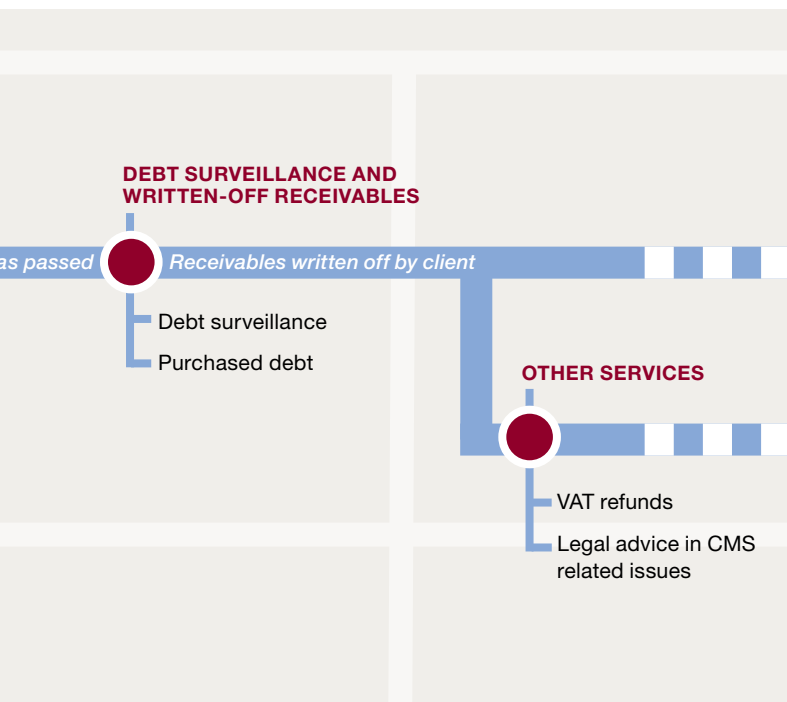 DEBT SURVEILLANCE AND
WRITTEN-OFF RECEIVABLES
as passed
Receivables written off by client
Debt surveillance
Purchased debt
OTHER SERVICES
VAT refunds
Legal advice in CMS
related issues